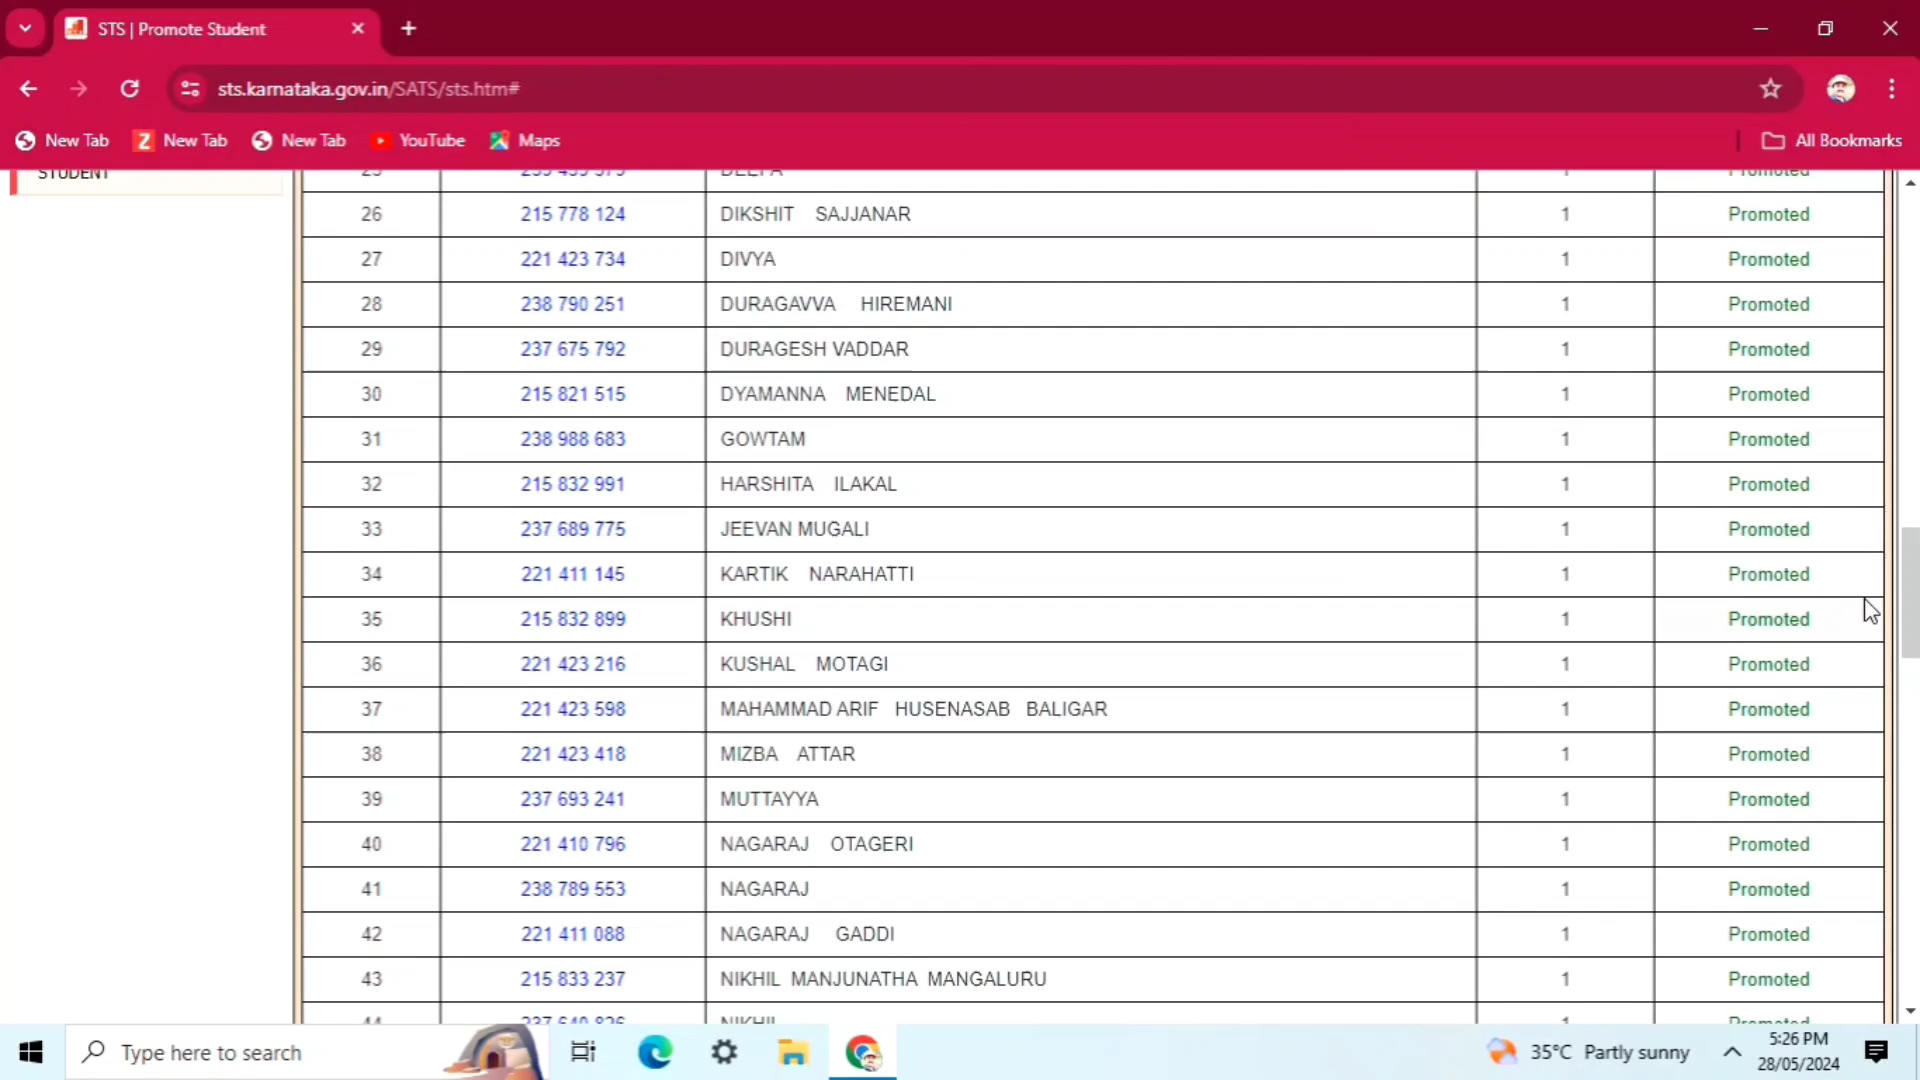 STS | Promote Student
sts.karnataka.gov.in/SATS/sts.htm#
New Tab New Tab New Tab YouTube Maps All Bookmarks
STUDENT
25 DEEPA 1 Promoted
26 215 778 124 DIKSHIT SAJJANAR 1 Promoted
27 221 423 734 DIVYA 1 Promoted
28 238 790 251 DURAGAVVA HIREMANI 1 Promoted
29 237 675 792 DURAGESH VADDAR 1 Promoted
30 215 821 515 DYAMANNA MENEDAL 1 Promoted
31 238 988 683 GOWTAM 1 Promoted
32 215 832 991 HARSHITA ILAKAL 1 Promoted
33 237 689 775 JEEVAN MUGALI 1 Promoted
34 221 411 145 KARTIK NARAHATTI 1 Promoted
35 215 832 899 KHUSHI 1 Promoted
36 221 423 216 KUSHAL MOTAGI 1 Promoted
37 221 423 598 MAHAMMAD ARIF HUSENASAB BALIGAR 1 Promoted
38 221 423 418 MIZBA ATTAR 1 Promoted
39 237 693 241 MUTTAYYA 1 Promoted
40 221 410 796 NAGARAJ OTAGERI 1 Promoted
41 238 789 553 NAGARAJ 1 Promoted
42 221 411 088 NAGARAJ GADDI 1 Promoted
43 215 833 237 NIKHIL MANJUNATHA MANGALURU 1 Promoted
44 NIKHIL 1 Promoted
Type here to search 35°C Partly sunny 5:26 PM
28/05/2024